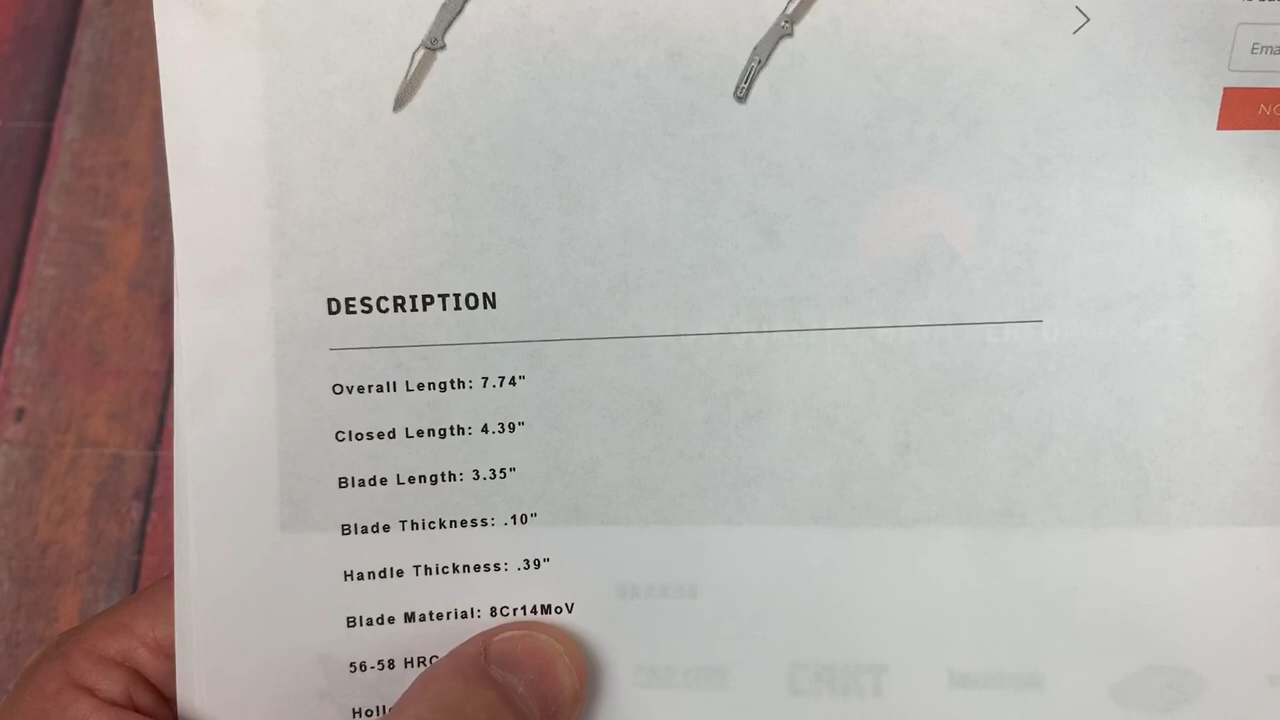 DESCRIPTION
Overall Length: 7.74"
Closed Length: 4.39"
Blade Length: 3.35"
Blade Thickness: .10"
Handle Thickness: .39"
Blade Material: 8Cr14MoV
56-58 HRC